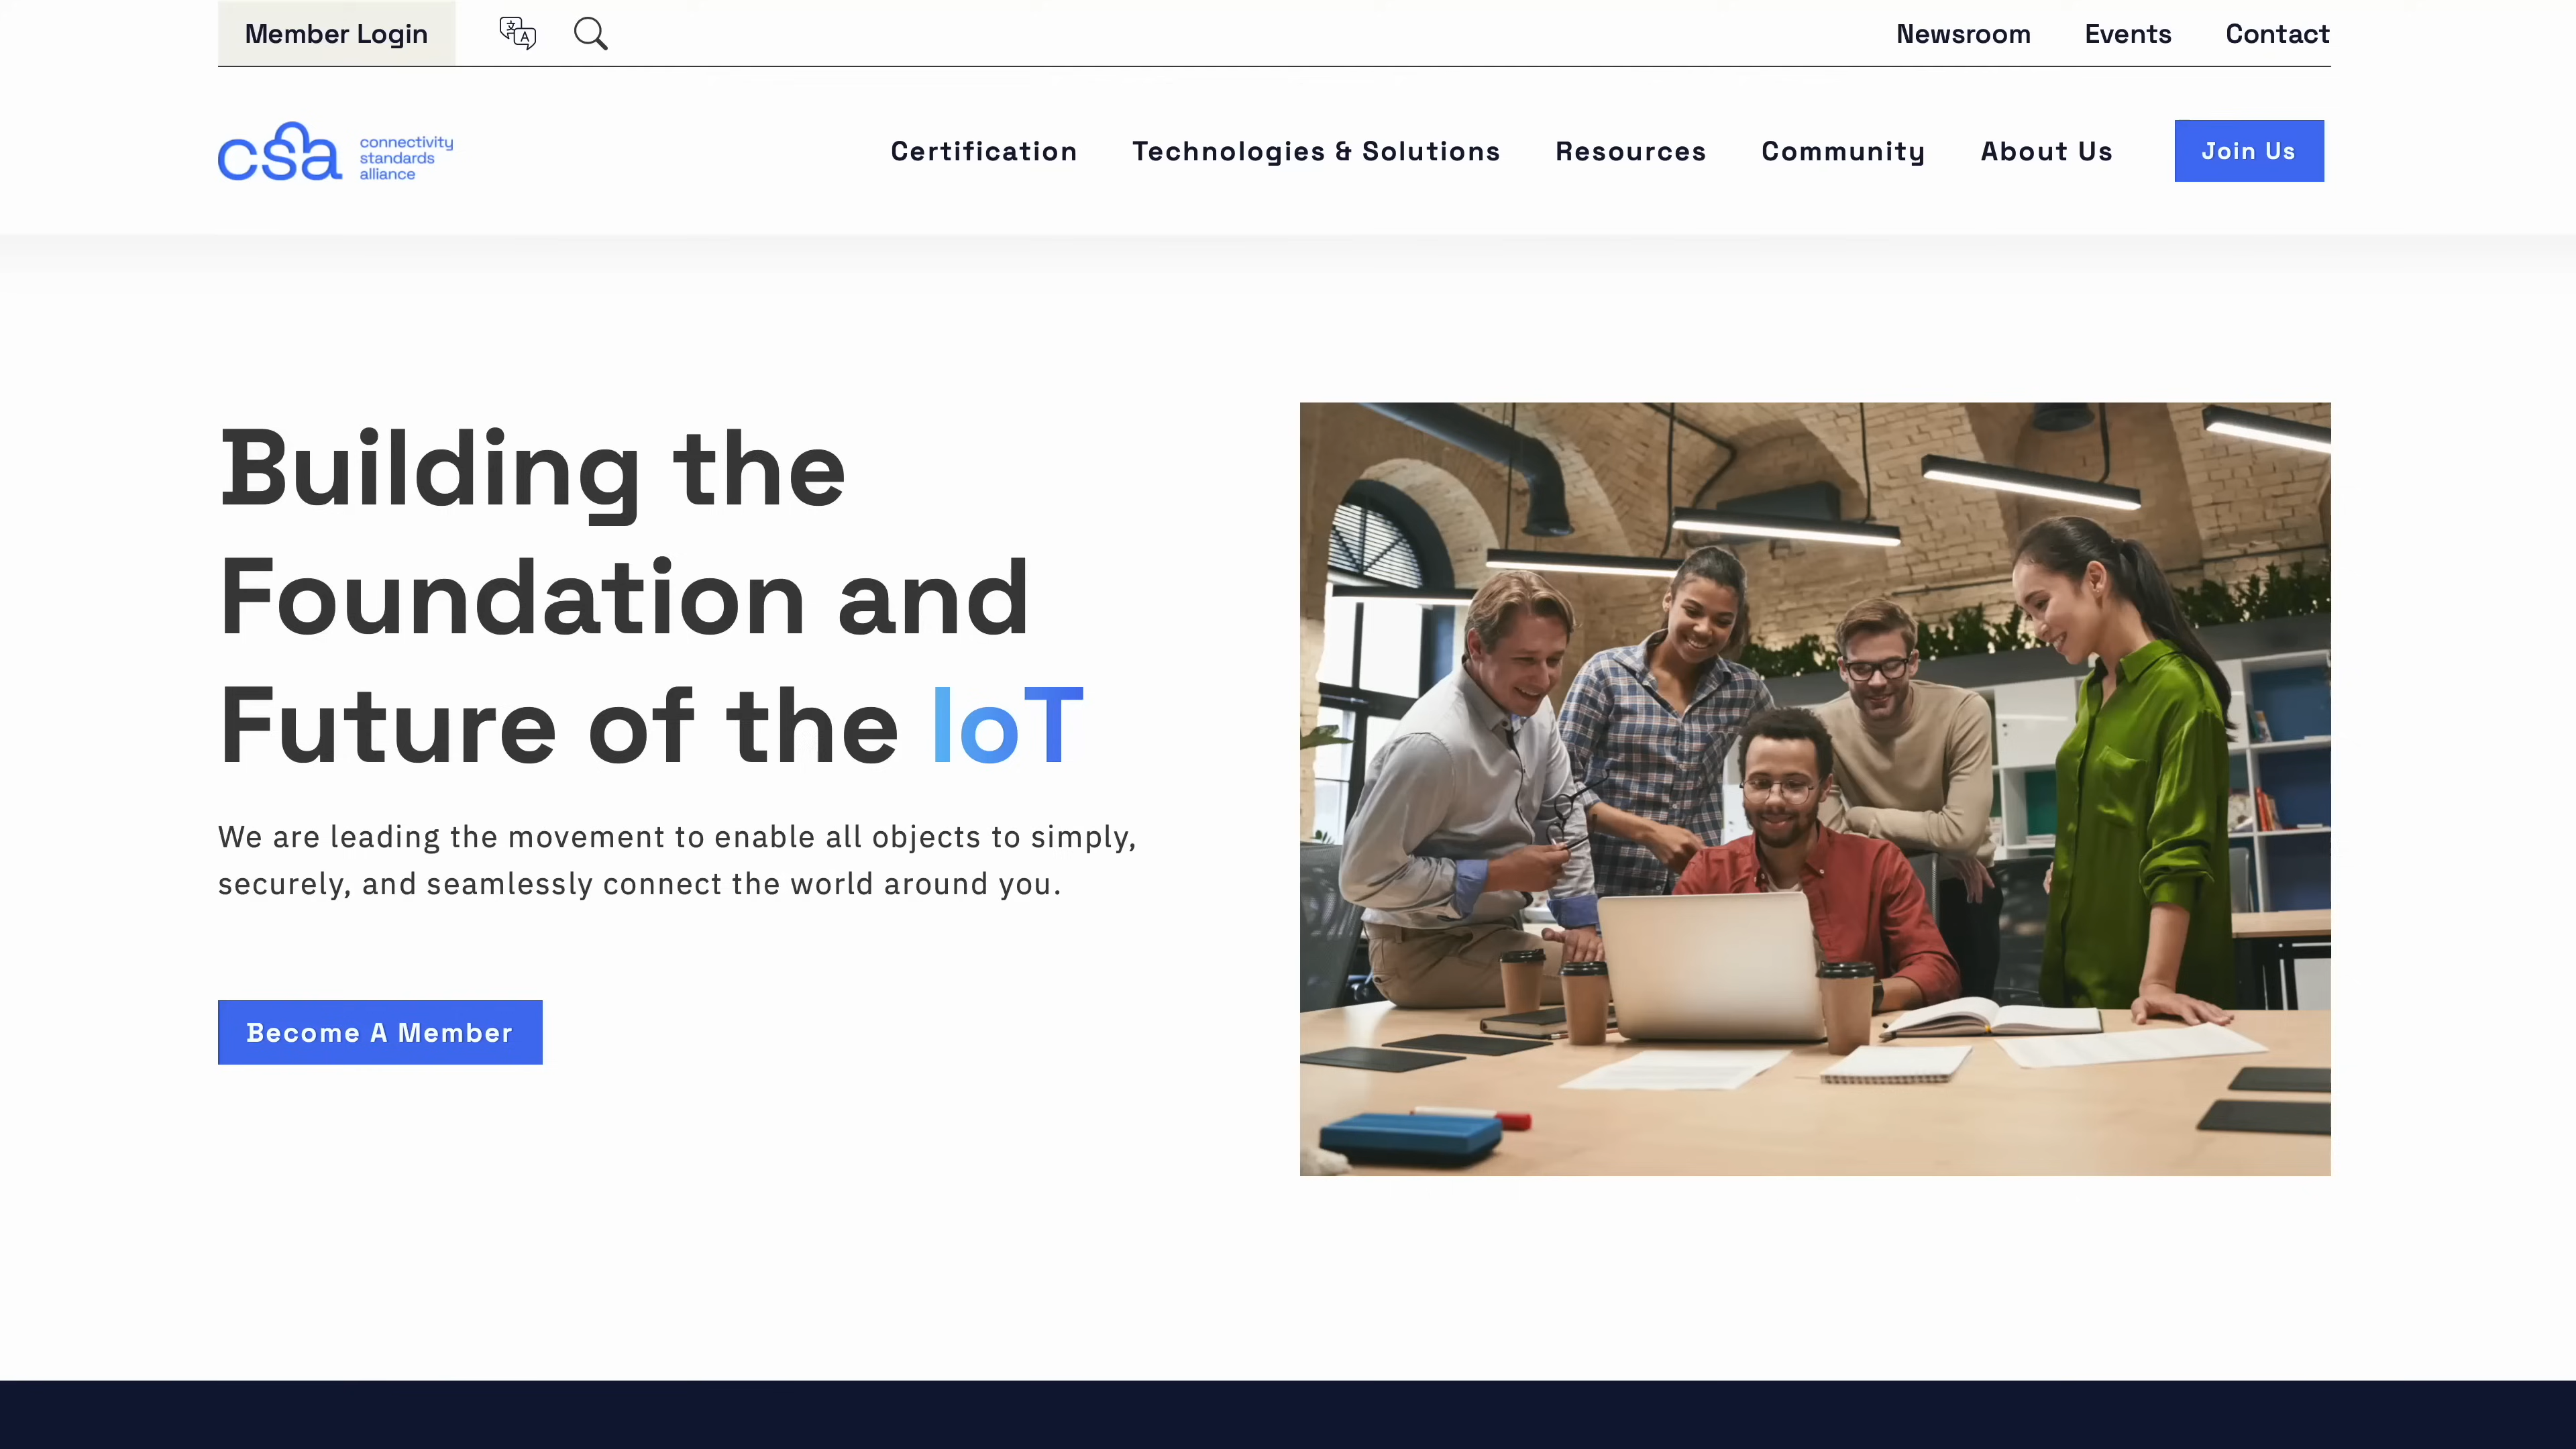 Member Login
Newsroom Events Contact
csa connectivity
standards
alliance
Certification Technologies & Solutions Resources Community About Us Join Us
Building the
Foundation and
Future of the IoT
We are leading the movement to enable all objects to simply,
securely, and seamlessly connect the world around you.
Become A Member